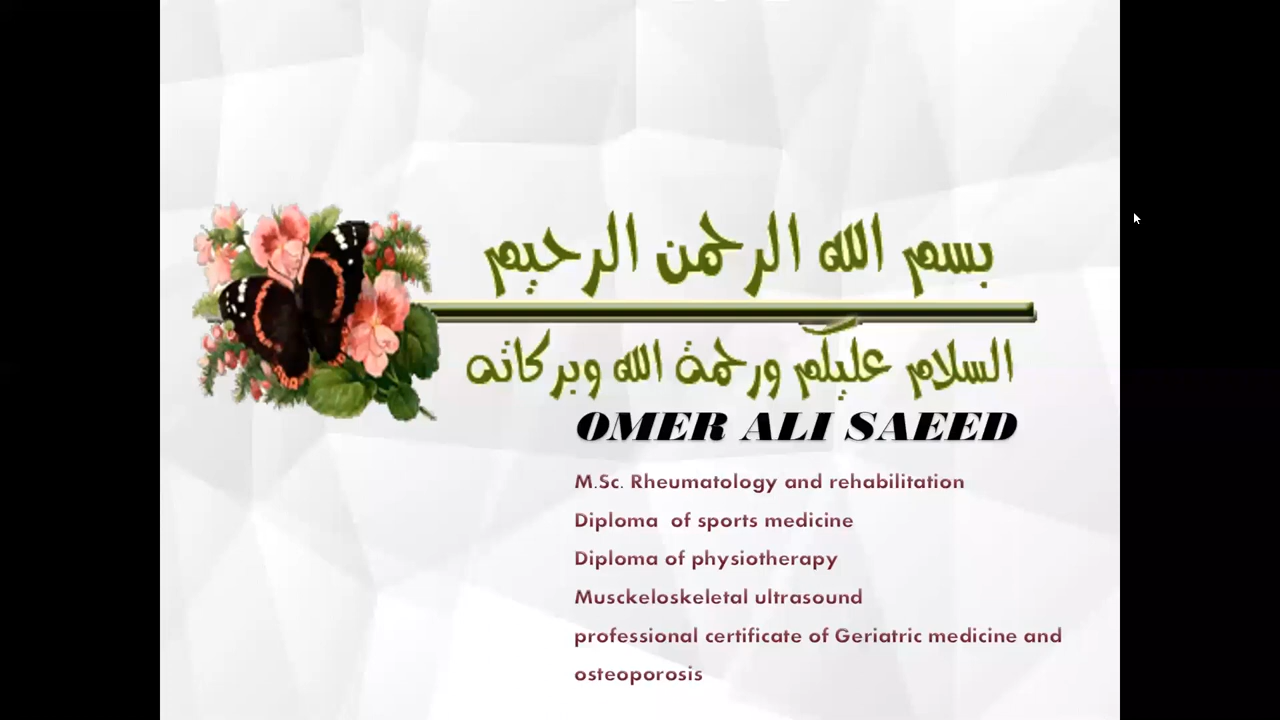 بسم الله الرحمن الرحيم
السلام عليكم ورحمة الله وبركاته
OMER ALI SAEED
M.Sc. Rheumatology and rehabilitation
Diploma  of sports medicine
Diploma of physiotherapy
Musckeloskeletal ultrasound
professional certificate of Geriatric medicine and
osteoporosis